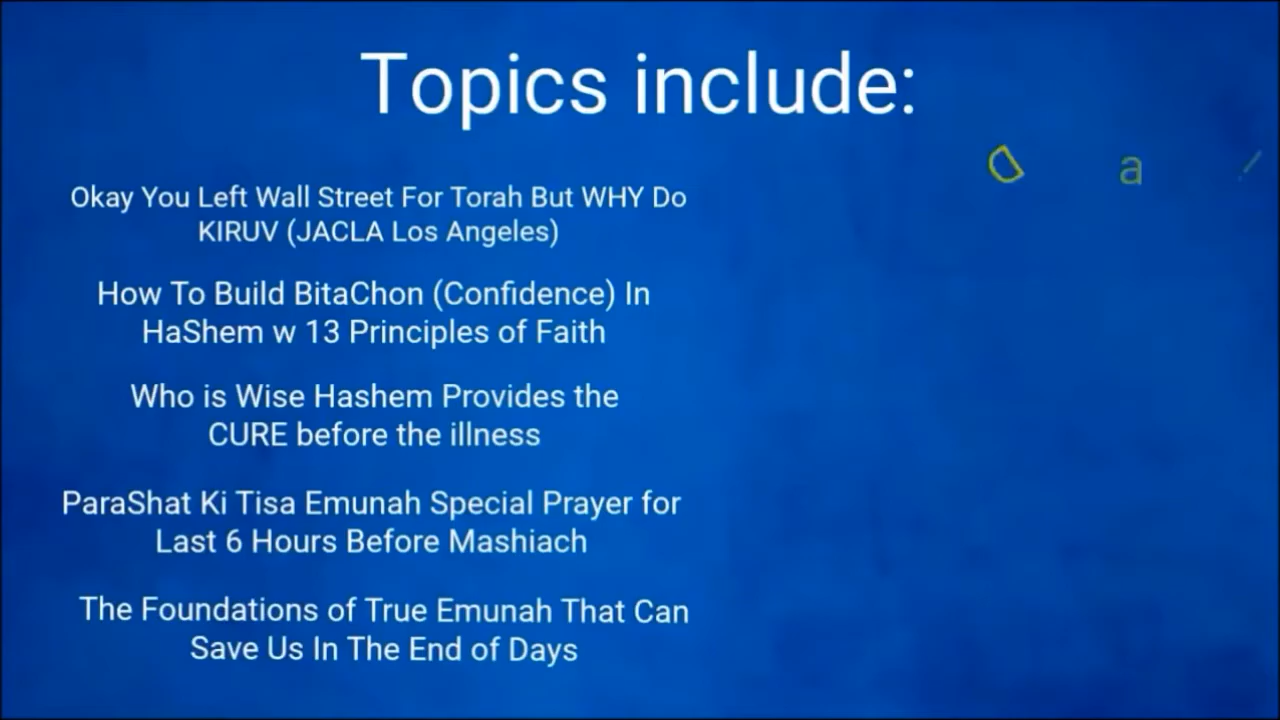 Topics include:
Okay You Left Wall Street For Torah But WHY Do
KIRUV (JACLA Los Angeles)
How To Build BitaChon (Confidence) In
HaShem w 13 Principles of Faith
Who is Wise Hashem Provides the
CURE before the illness
ParaShat Ki Tisa Emunah Special Prayer for
Last 6 Hours Before Mashiach
The Foundations of True Emunah That Can
Save Us In The End of Days
a